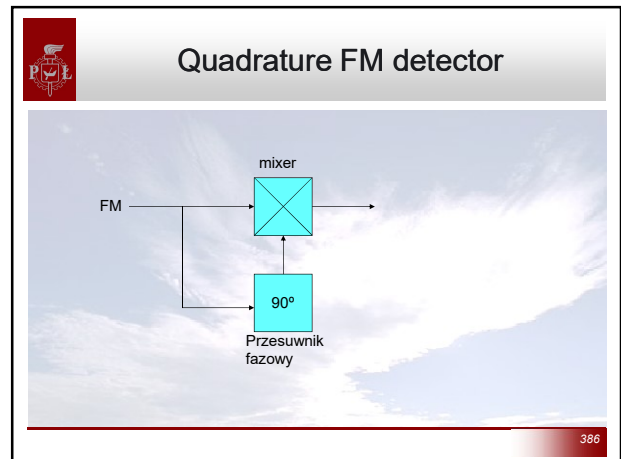 P Ł
Quadrature FM detector
mixer
FM
90º
Przesuwnik
fazowy
386